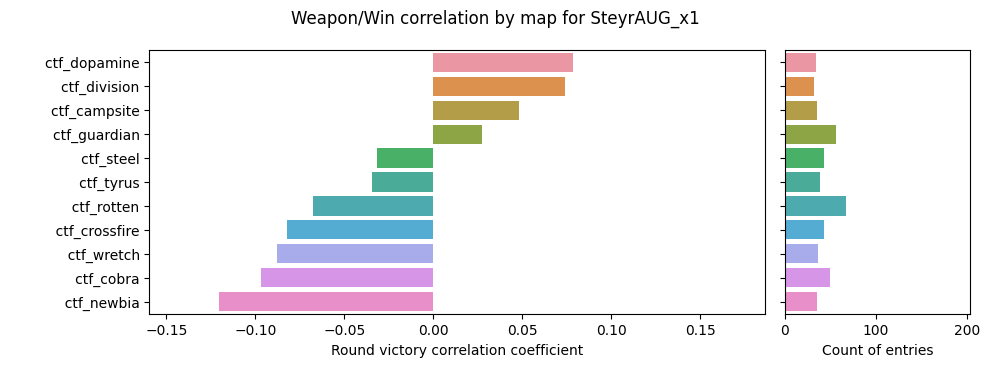 Weapon/Win correlation by map for SteyrAUG_x1
ctf_dopamine
ctf_division
ctf_campsite
ctf_guardian
ctf_steel
ctf_tyrus
ctf_rotten
ctf_crossfire
ctf_wretch
ctf_cobra
ctf_newbia
−0.15 −0.10 −0.05 0.00 0.05 0.10 0.15
Round victory correlation coefficient
0 100 200
Count of entries